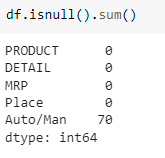 df.isnull().sum()
PRODUCT 0
DETAIL 0
MRP 0
Place 0
Auto/Man 70
dtype: int64